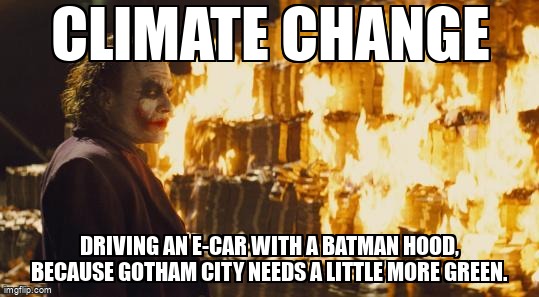 CLIMATE CHANGE
DRIVING AN E-CAR WITH A BATMAN HOOD,
BECAUSE GOTHAM CITY NEEDS A LITTLE MORE GREEN.
imgflip.com